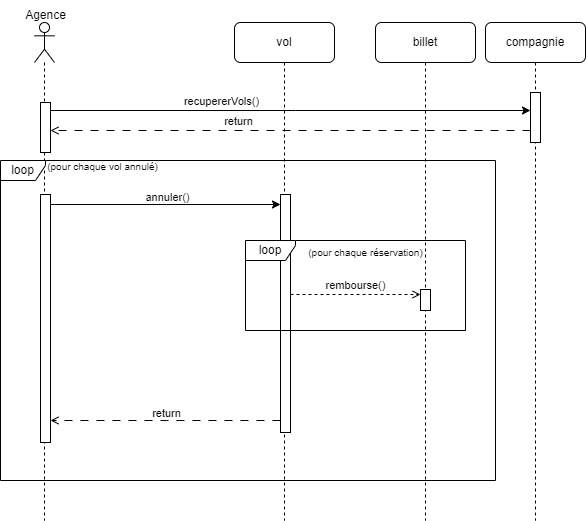 Agence
vol
billet
compagnie
recupererVols()
return
loop
(pour chaque vol annulé)
annuler()
loop
(pour chaque réservation)
rembourse()
return